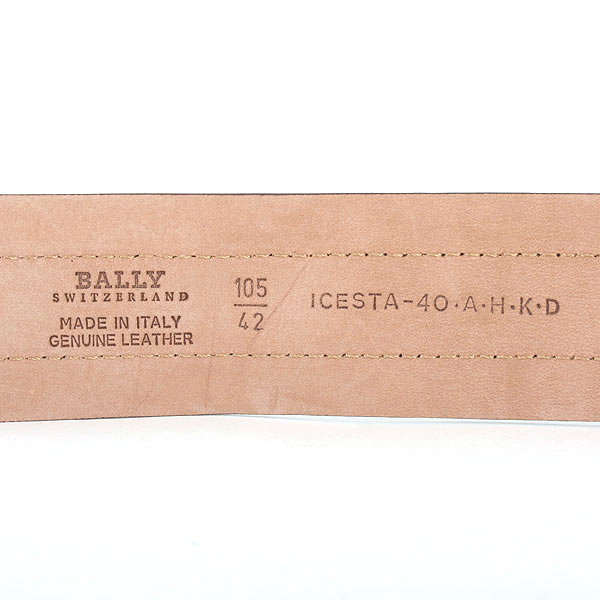 BALLY
SWITZERLAND
MADE IN ITALY
GENUINE LEATHER
105
42
ICESTA-40·A·H·K·D